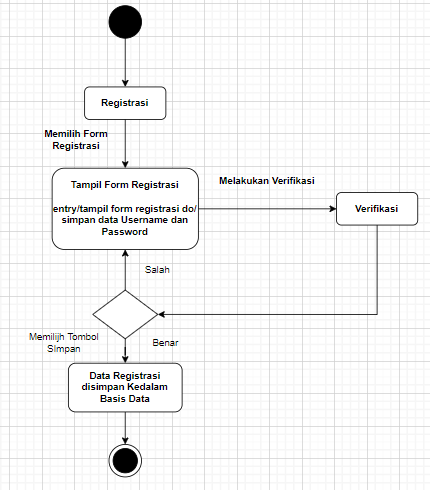 Registrasi
Memilih Form
Registrasi
Tampil Form Registrasi
entry/tampil form registrasi do/
simpan data Username dan
Password
Melakukan Verifikasi
Verifikasi
Salah
Memilijh Tombol
SImpan
Benar
Data Registrasi
disimpan Kedalam
Basis Data